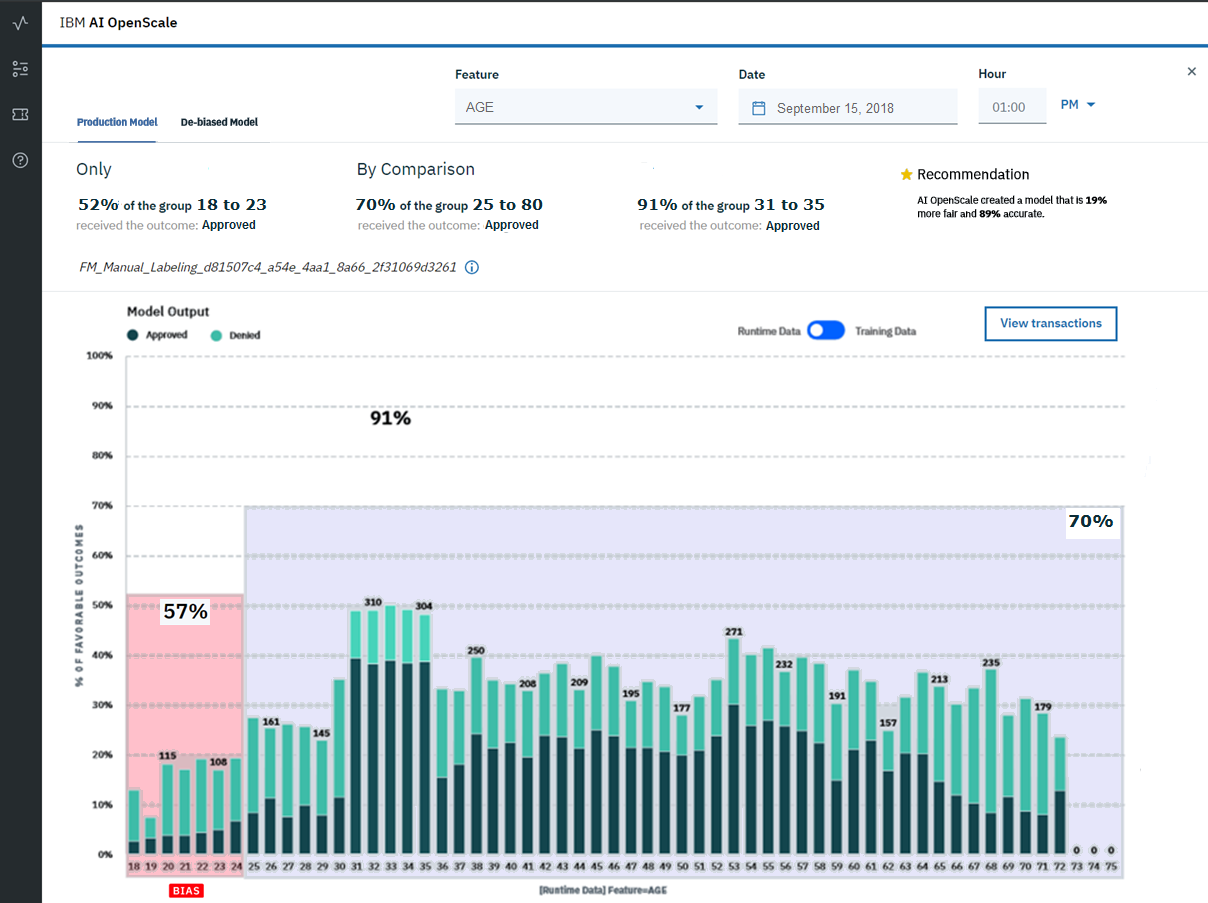 IBM AI OpenScale
Feature
Date
Hour
AGE
September 15, 2018
01:00
PM
Production Model
De-biased Model
Only
By Comparison
Recommendation
52% of the group 18 to 23
received the outcome: Approved
70% of the group 25 to 80
received the outcome: Approved
91% of the group 31 to 35
received the outcome: Approved
AI OpenScale created a model that is 19%
more fair and 89% accurate.
FM_Manual_Labeling_d81507c4_a54e_4aa1_8a66_2f31069d3261
Model Output
Approved
Denied
Runtime Data
Training Data
View transactions
% OF FAVORABLE OUTCOMES
100%
90%
80%
70%
60%
50%
40%
30%
20%
10%
0%
91%
70%
57%
115
108
161
145
310
304
250
208
209
195
177
271
232
191
157
213
235
179
0 0 0
18 19 20 21 22 23 24 25 26 27 28 29 30 31 32 33 34 35 36 37 38 39 40 41 42 43 44 45 46 47 48 49 50 51 52 53 54 55 56 57 58 59 60 61 62 63 64 65 66 67 68 69 70 71 72 73 74 75
BIAS
[Runtime Data] Feature=AGE